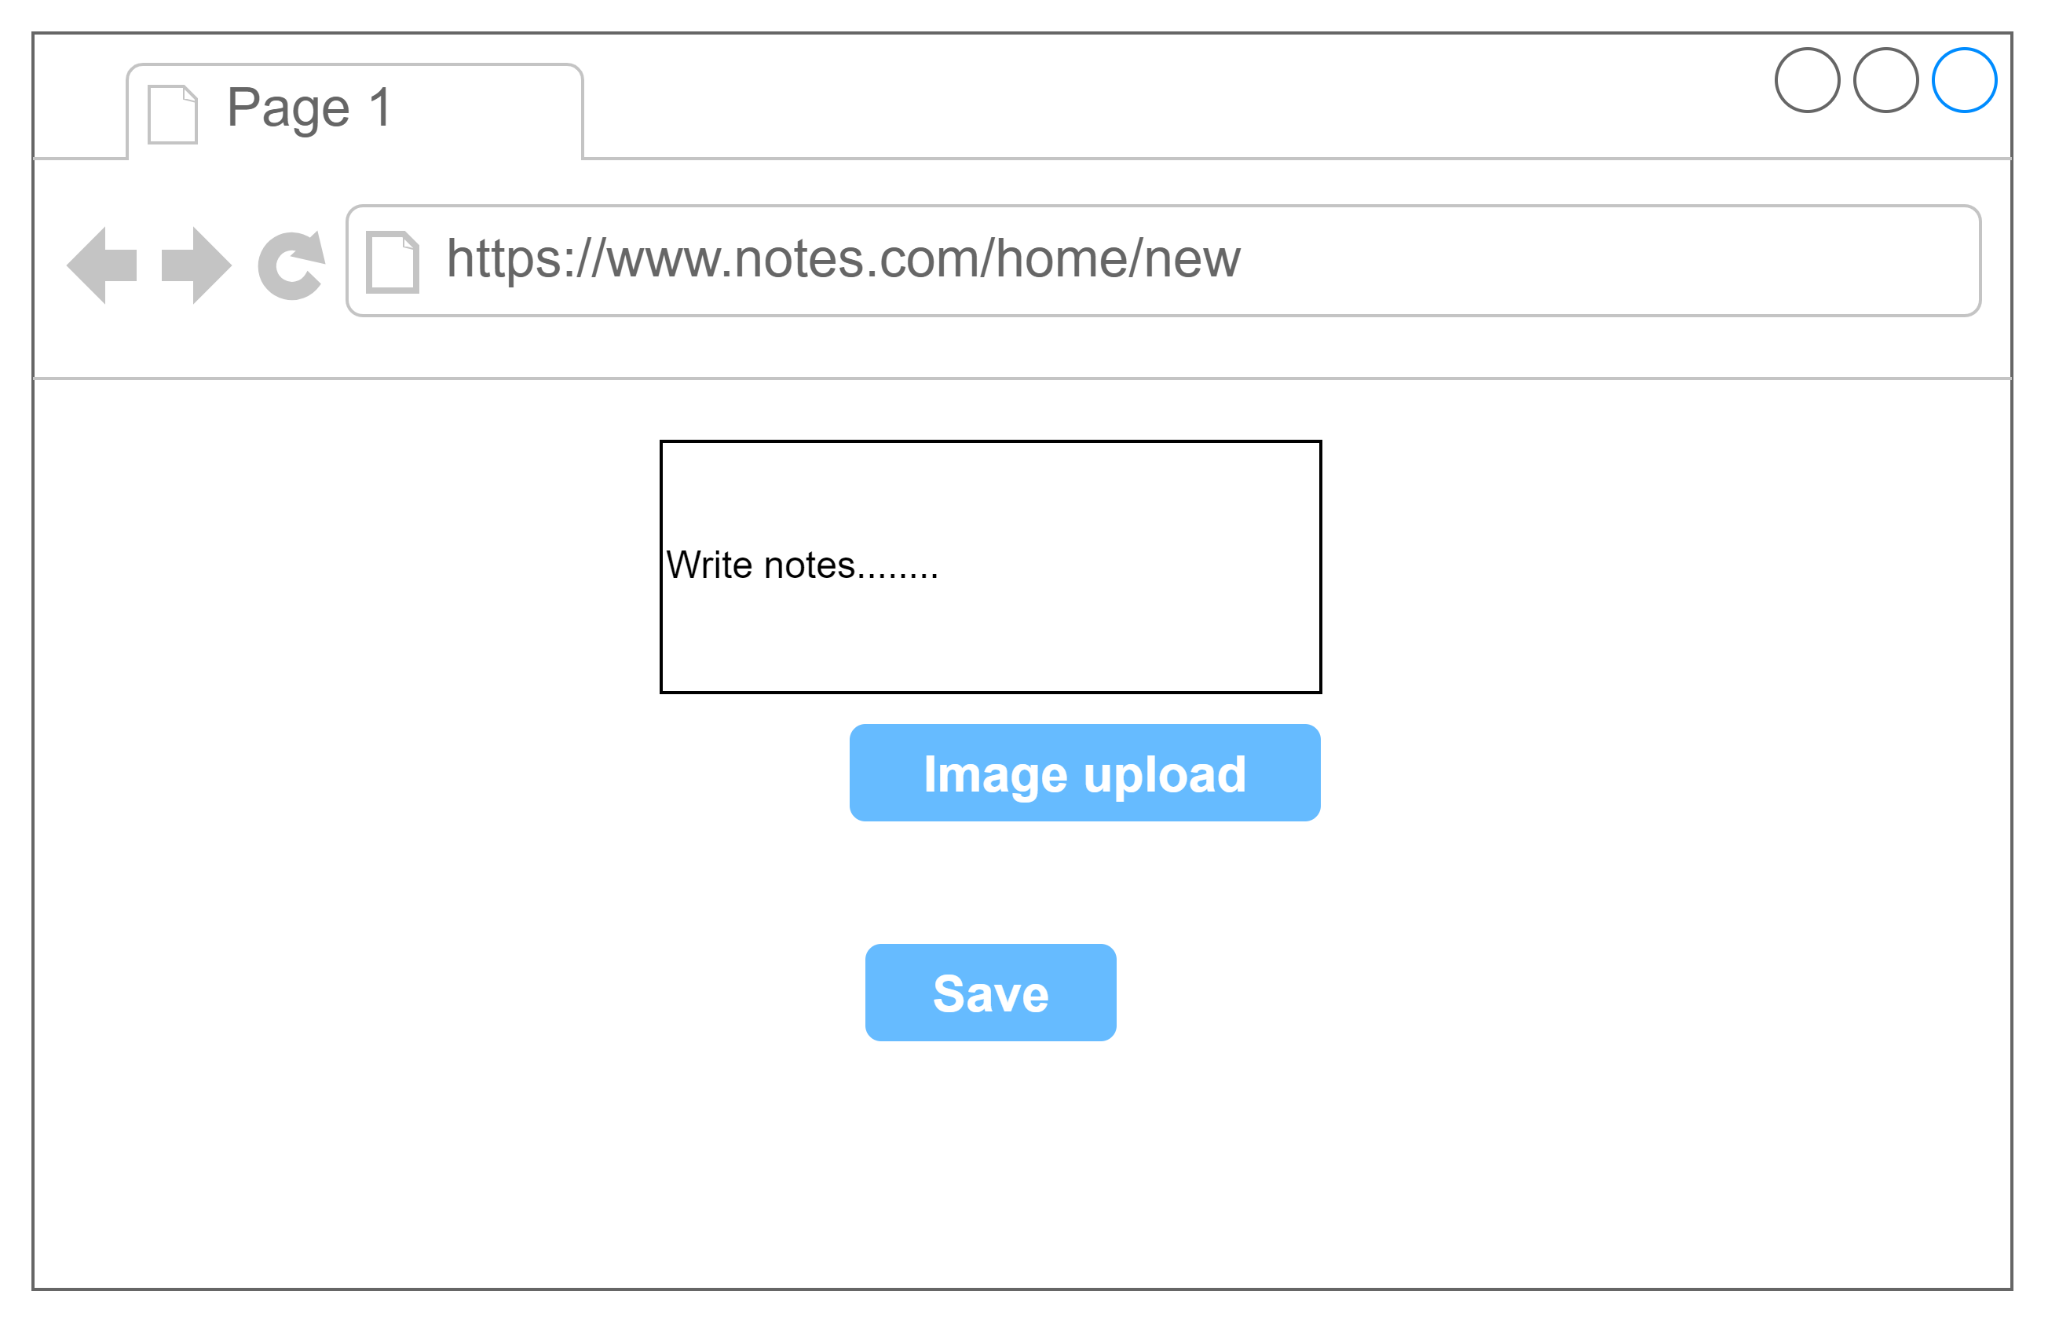 Page 1
https://www.notes.com/home/new
Write notes........
Image upload
Save